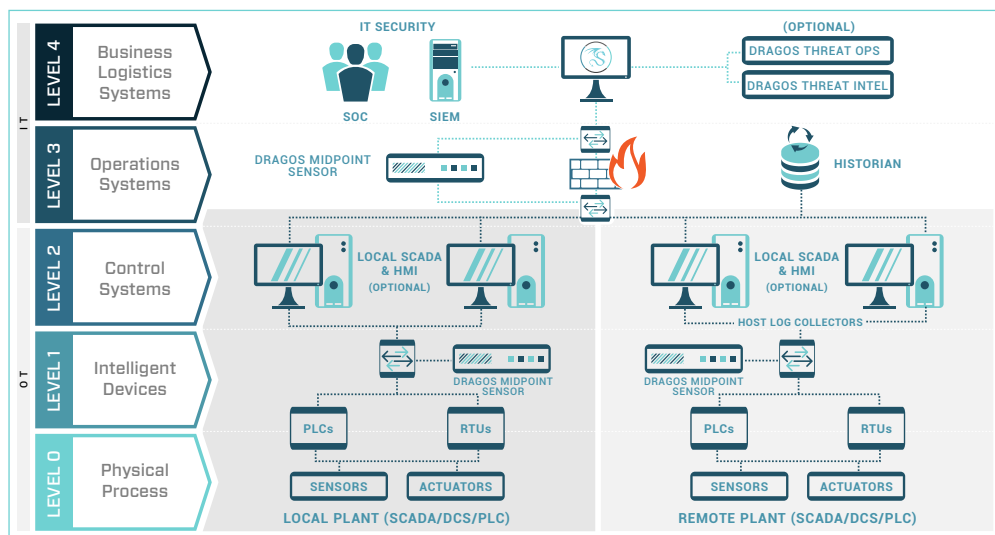 IT
LEVEL 4
Business
Logistics
Systems
IT SECURITY
SOC
SIEM
S
(OPTIONAL)
DRAGOS THREAT OPS
DRAGOS THREAT INTEL
LEVEL 3
Operations
Systems
DRAGOS MIDPOINT
SENSOR
HISTORIAN
OT
LEVEL 2
Control
Systems
LOCAL SCADA
& HMI
(OPTIONAL)
LOCAL SCADA
& HMI
(OPTIONAL)
HOST LOG COLLECTORS
LEVEL 1
Intelligent
Devices
DRAGOS MIDPOINT
SENSOR
DRAGOS MIDPOINT
SENSOR
PLCs
RTUs
PLCs
RTUs
LEVEL 0
Physical
Process
SENSORS
ACTUATORS
SENSORS
ACTUATORS
LOCAL PLANT (SCADA/DCS/PLC)
REMOTE PLANT (SCADA/DCS/PLC)